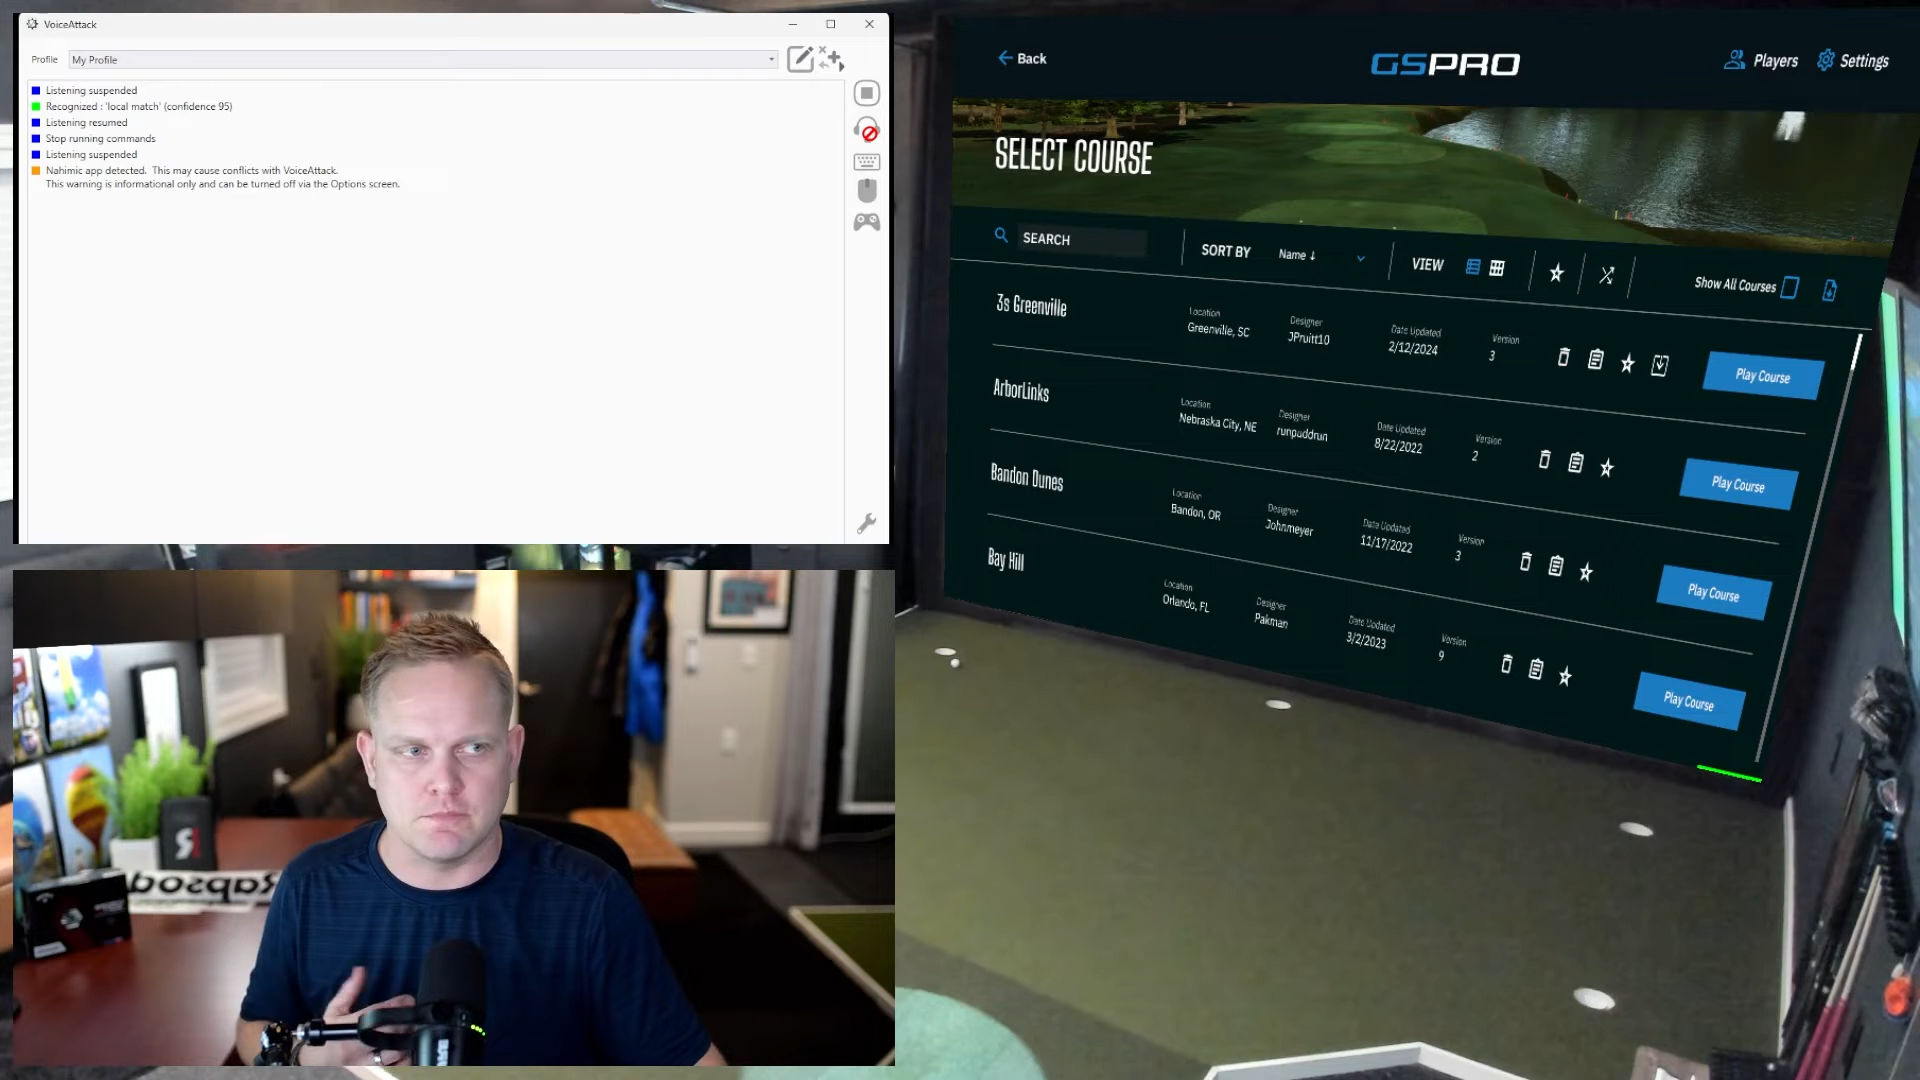 VoiceAttack
Profile
My Profile
Listening suspended
Recognized : 'local match' (confidence 95)
Listening resumed
Stop running commands
Listening suspended
Nahimic app detected.  This may cause conflicts with VoiceAttack.
This warning is informational only and can be turned off via the Options screen.
Back
GSPRO
Players
Settings
SELECT COURSE
SEARCH
SORT BY
Name ↓
VIEW
Show All Courses
3s Greenville
Location
Greenville, SC
Designer
JPruitt10
Date Updated
2/12/2024
Version
3
Play Course
ArborLinks
Location
Nebraska City, NE
Designer
runpuddrun
Date Updated
8/22/2022
Version
2
Play Course
Bandon Dunes
Location
Bandon, OR
Designer
Johnmeyer
Date Updated
11/17/2022
Version
3
Play Course
Bay Hill
Location
Orlando, FL
Designer
Pakman
Date Updated
3/2/2023
Version
9
Play Course